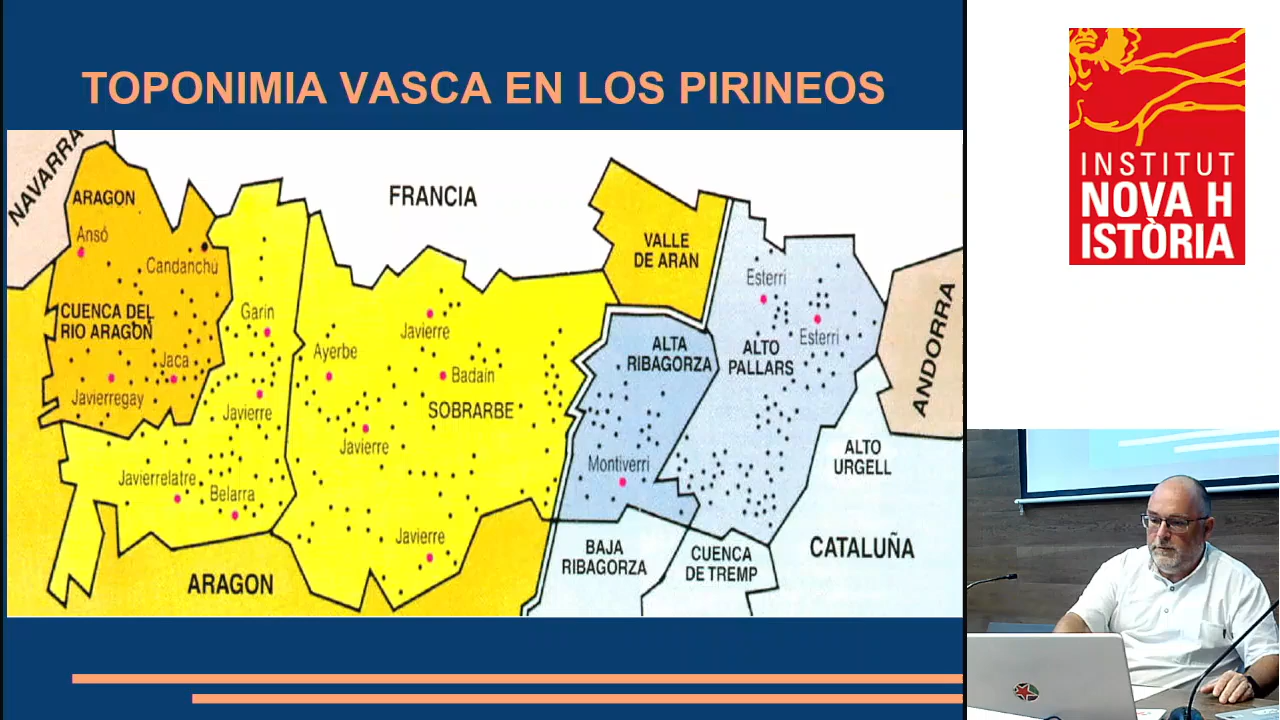 TOPONIMIA VASCA EN LOS PIRINEOS
NAVARRA
ARAGON
Ansó
Candanchú
CUENCA DEL
RIO ARAGON
Jaca
Javierregay
Garín
Javierre
Javierrelatre
Belarra
FRANCIA
Ayerbe
Javierre
Badain
SOBRARBE
Javierre
Javierre
ARAGON
VALLE
DE ARAN
ALTA
RIBAGORZA
Montiverri
Esterri
Esterri
ALTO
PALLARS
ANDORRA
ALTO
URGELL
BAJA
RIBAGORZA
CUENCA
DE TREMP
CATALUÑA
INSTITUT
NOVA H
ISTÒRIA